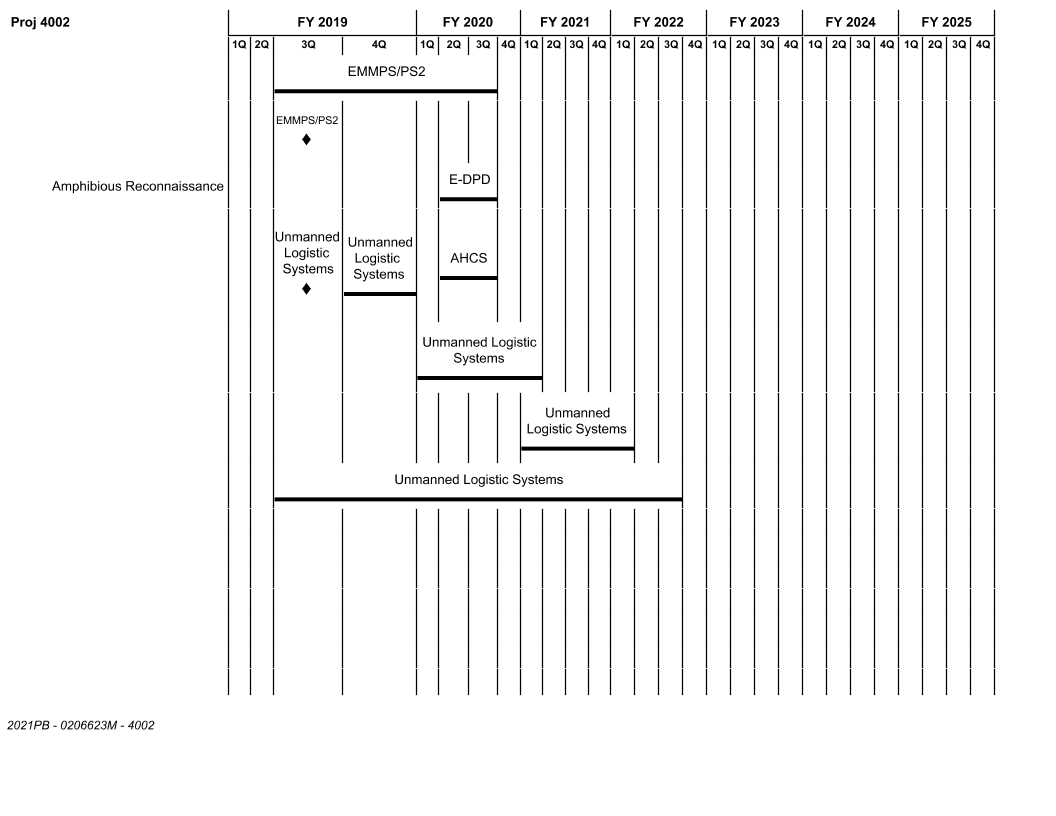 Proj 4002
FY 2019 FY 2020 FY 2021 FY 2022 FY 2023 FY 2024 FY 2025
1Q 2Q 3Q 4Q 1Q 2Q 3Q 4Q 1Q 2Q 3Q 4Q 1Q 2Q 3Q 4Q 1Q 2Q 3Q 4Q 1Q 2Q 3Q 4Q 1Q 2Q 3Q 4Q
EMMPS/PS2
EMMPS/PS2
E-DPD
Amphibious Reconnaissance
Unmanned
Logistic
Systems
Unmanned
Logistic
Systems
AHCS
Unmanned Logistic
Systems
Unmanned
Logistic Systems
Unmanned Logistic Systems
2021PB - 0206623M - 4002